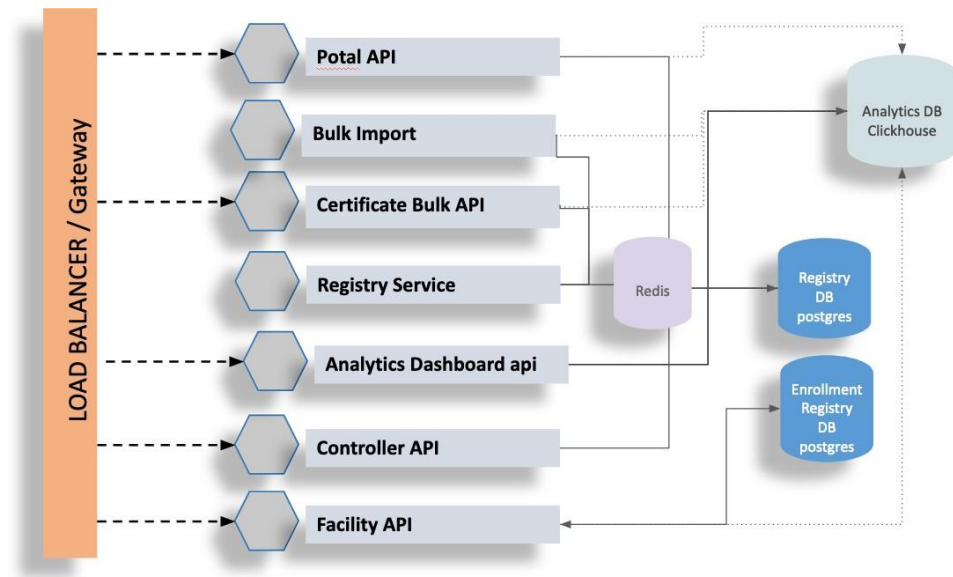 LOAD BALANCER / Gateway
Potal API
Bulk Import
Certificate Bulk API
Registry Service
Analytics Dashboard api
Controller API
Facility API
Redis
Analytics DB
Clickhouse
Registry
DB
postgres
Enrollment
Registry
DB
postgres